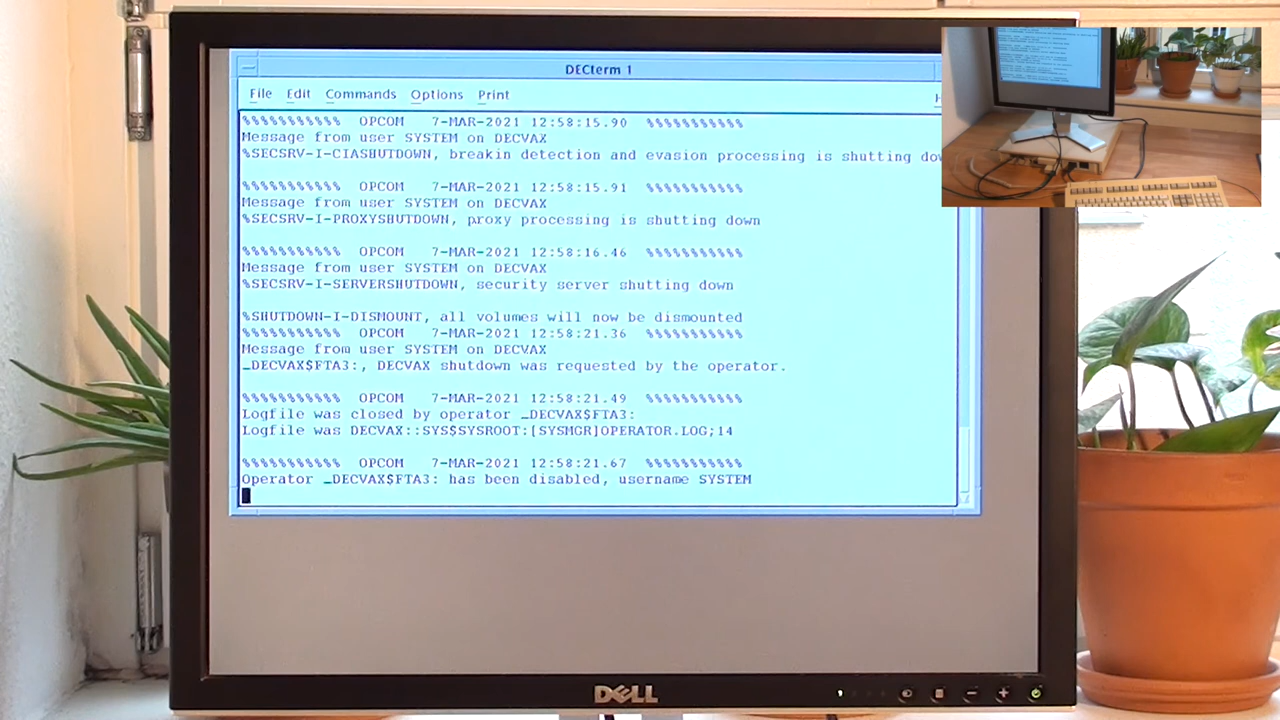 DECterm 1
File Edit Commands Options Print
%%%%%%%%%%% OPCOM 7-MAR-2021 12:58:15.90 %%%%%%%%%%%
Message from user SYSTEM on DECVAX
%SECSRV-I-CIASHUTDOWN, breakin detection and evasion processing is shutting dow
%%%%%%%%%%% OPCOM 7-MAR-2021 12:58:15.91 %%%%%%%%%%%
Message from user SYSTEM on DECVAX
%SECSRV-I-PROXYSHUTDOWN, proxy processing is shutting down
%%%%%%%%%%% OPCOM 7-MAR-2021 12:58:16.46 %%%%%%%%%%%
Message from user SYSTEM on DECVAX
%SECSRV-I-SERVERSHUTDOWN, security server shutting down
%SHUTDOWN-I-DISMOUNT, all volumes will now be dismounted
%%%%%%%%%%% OPCOM 7-MAR-2021 12:58:21.36 %%%%%%%%%%%
Message from user SYSTEM on DECVAX
_DECVAX$FTA3:, DECVAX shutdown was requested by the operator.
%%%%%%%%%%% OPCOM 7-MAR-2021 12:58:21.49 %%%%%%%%%%%
Logfile was closed by operator _DECVAX$FTA3:
Logfile was DECVAX::SYS$SYSROOT:[SYSMGR]OPERATOR.LOG;14
%%%%%%%%%%% OPCOM 7-MAR-2021 12:58:21.67 %%%%%%%%%%%
Operator _DECVAX$FTA3: has been disabled, username SYSTEM
DELL